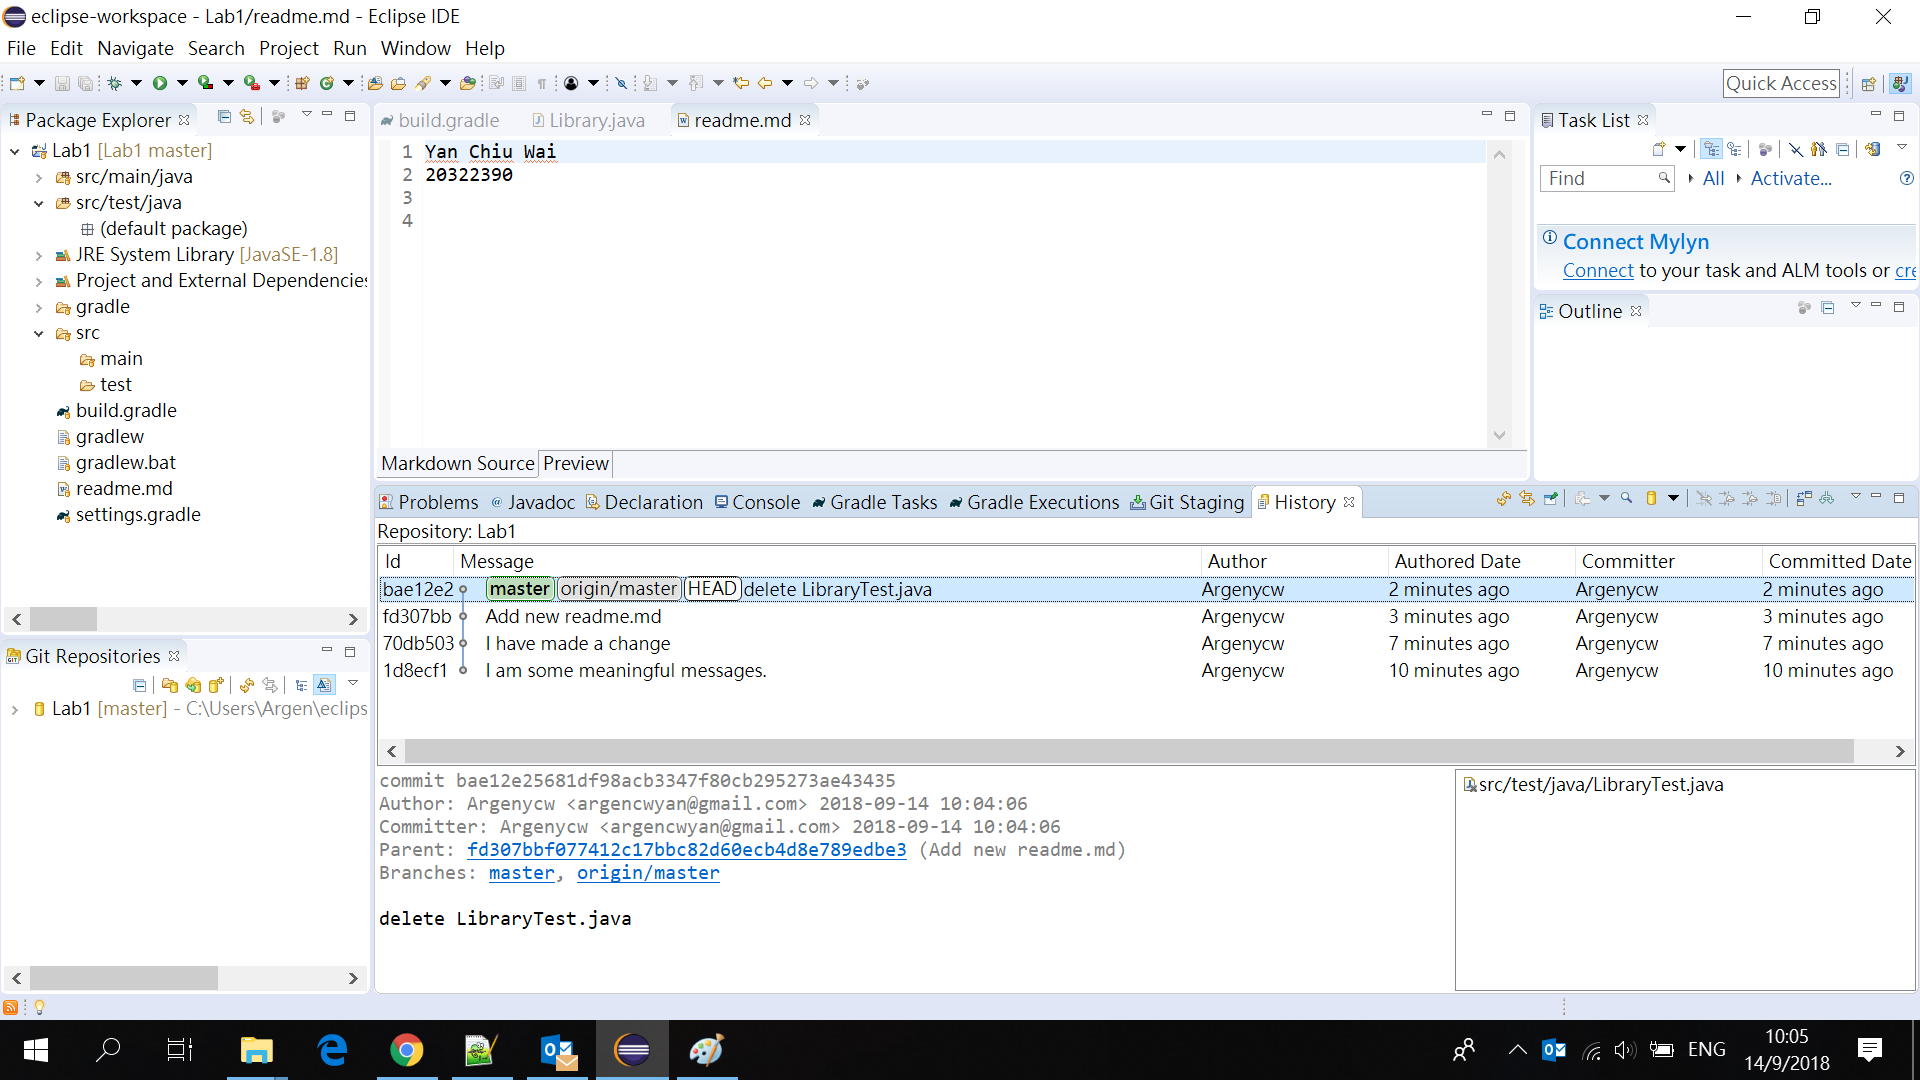 eclipse-workspace - Lab1/readme.md - Eclipse IDE
File Edit Navigate Search Project Run Window Help
Quick Access
Package Explorer
Lab1 [Lab1 master]
src/main/java
src/test/java
(default package)
JRE System Library [JavaSE-1.8]
Project and External Dependencies
gradle
src
main
test
build.gradle
gradlew
gradlew.bat
readme.md
settings.gradle
Git Repositories
Lab1 [master] - C:\Users\Argen\eclips
build.gradle Library.java readme.md
1 Yan Chiu Wai
2 20322390
3
4
Markdown Source Preview
Task List
Find All Activate...
Connect Mylyn
Connect to your task and ALM tools or cre
Outline
Problems Javadoc Declaration Console Gradle Tasks Gradle Executions Git Staging History
Repository: Lab1
Id Message Author Authored Date Committer Committed Date
bae12e2 master origin/master HEAD delete LibraryTest.java Argenycw 2 minutes ago Argenycw 2 minutes ago
fd307bb Add new readme.md Argenycw 3 minutes ago Argenycw 3 minutes ago
70db503 I have made a change Argenycw 7 minutes ago Argenycw 7 minutes ago
1d8ecf1 I am some meaningful messages. Argenycw 10 minutes ago Argenycw 10 minutes ago
commit bae12e25681df98acb3347f80cb295273ae43435
Author: Argenycw <argencwyan@gmail.com> 2018-09-14 10:04:06
Committer: Argenycw <argencwyan@gmail.com> 2018-09-14 10:04:06
Parent: fd307bbf077412c17bbc82d60ecb4d8e789edbe3 (Add new readme.md)
Branches: master, origin/master
delete LibraryTest.java
src/test/java/LibraryTest.java
ENG
10:05
14/9/2018